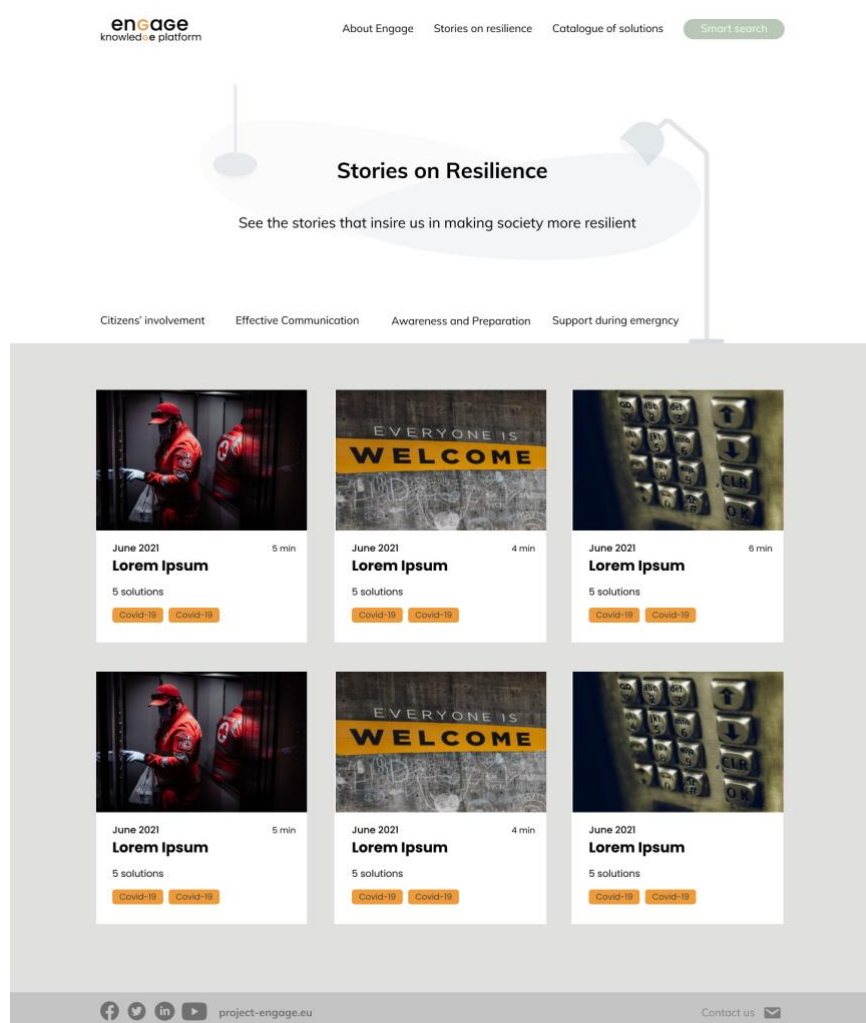 enGage
knowledGe platform
About Engage Stories on resilience Catalogue of solutions Smart search
Stories on Resilience
See the stories that insire us in making society more resilient
Citizens' involvement Effective Communication Awareness and Preparation Support during emergncy
EVERYONE IS
WELCOME
CLR
OK
June 2021 5 min
Lorem Ipsum
5 solutions
Covid-19 Covid-19
June 2021 4 min
Lorem Ipsum
5 solutions
Covid-19 Covid-19
June 2021 6 min
Lorem Ipsum
5 solutions
Covid-19 Covid-19
EVERYONE IS
WELCOME
CLR
OK
June 2021 5 min
Lorem Ipsum
5 solutions
Covid-19 Covid-19
June 2021 4 min
Lorem Ipsum
5 solutions
Covid-19 Covid-19
June 2021
Lorem Ipsum
5 solutions
Covid-19 Covid-19
project-engage.eu Contact us